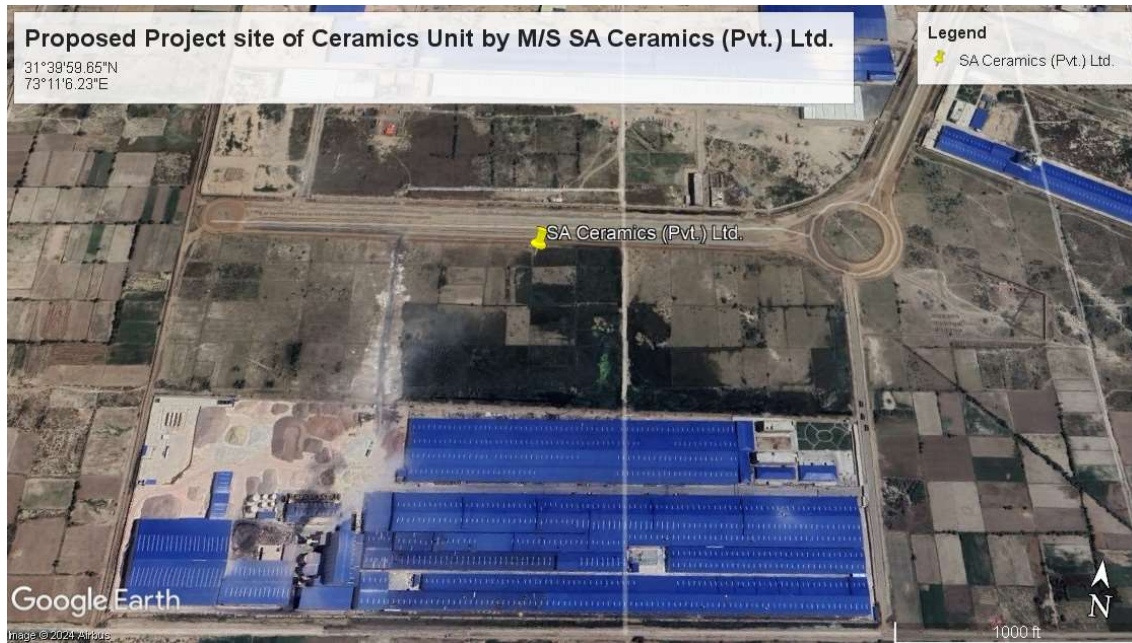 Proposed Project site of Ceramics Unit by M/S SA Ceramics (Pvt.) Ltd.
31°39'59.65"N
73°11'6.23"E
Legend
SA Ceramics (Pvt.) Ltd.
SA Ceramics (Pvt.) Ltd.
Google Earth
N
Image © 2024 Airbus
1000 ft